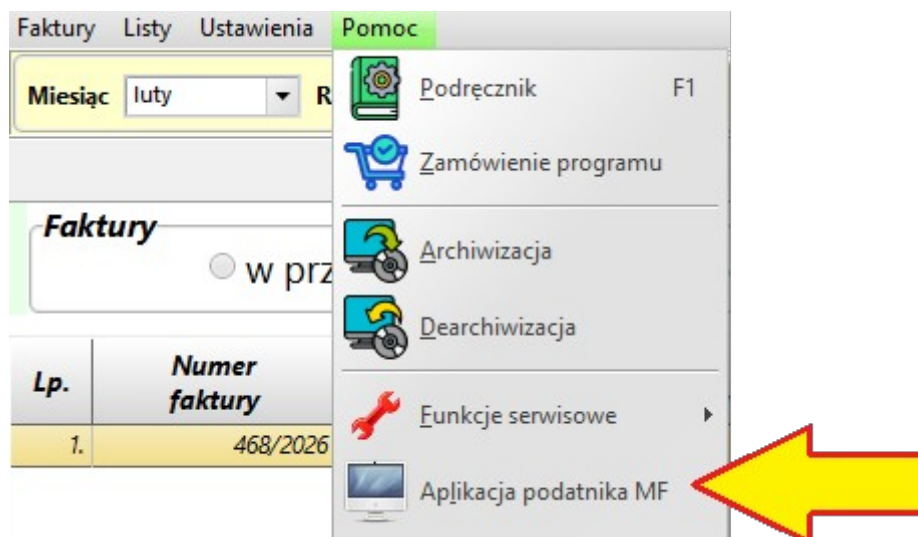 Faktury Listy Ustawienia Pomoc
Miesiąc luty R
Podręcznik F1
Zamówienie programu
Faktury
w prz
Archiwizacja
Dearchiwizacja
Lp. Numer faktury
1. 468/2026
Funkcje serwisowe
Aplikacja podatnika MF